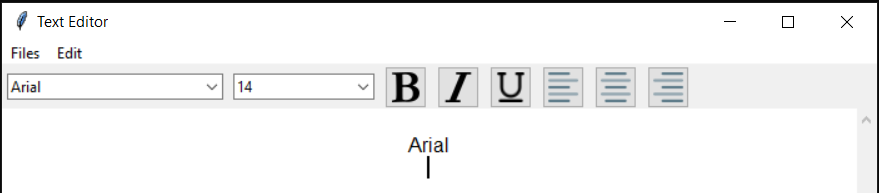 Text Editor
Files Edit
Arial 14 B I U
Arial